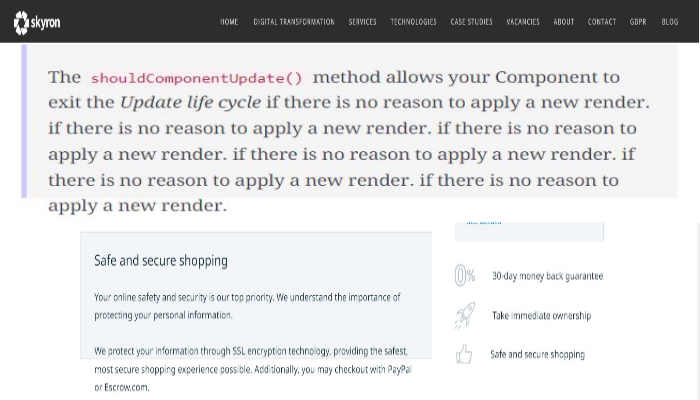 skyron
HOME DIGITAL TRANSFORMATION SERVICES TECHNOLOGIES CASE STUDIES VACANCIES ABOUT CONTACT GDPR BLOG
The shouldComponentUpdate() method allows your Component to
exit the Update life cycle if there is no reason to apply a new render.
if there is no reason to apply a new render. if there is no reason to
apply a new render. if there is no reason to apply a new render. if
there is no reason to apply a new render. if there is no reason to
apply a new render.
Safe and secure shopping
Your online safety and security is our top priority. We understand the importance of
protecting your personal information.
We protect your information through SSL encryption technology, providing the safest,
most secure shopping experience possible. Additionally, you may checkout with PayPal
or Escrow.com.
0% 30-day money back guarantee
Take immediate ownership
Safe and secure shopping